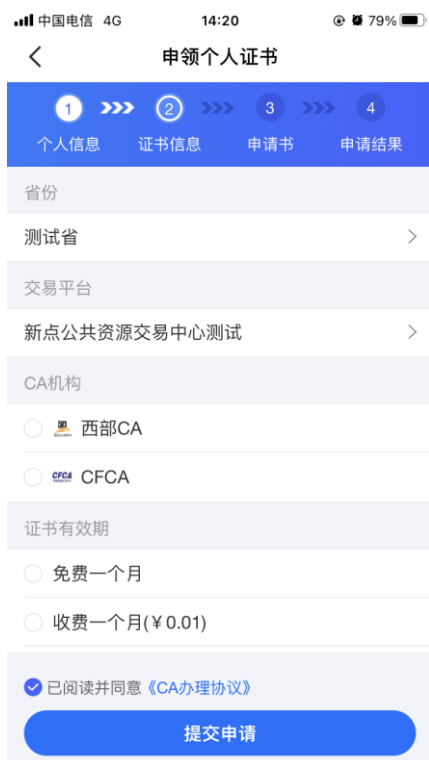 中国电信 4G 14:20 79%
申领个人证书
1 2 3 4
个人信息 证书信息 申请书 申请结果
省份
测试省
交易平台
新点公共资源交易中心测试
CA机构
西部CA
CFCA CFCA
证书有效期
免费一个月
收费一个月(¥0.01)
已阅读并同意《CA办理协议》
提交申请